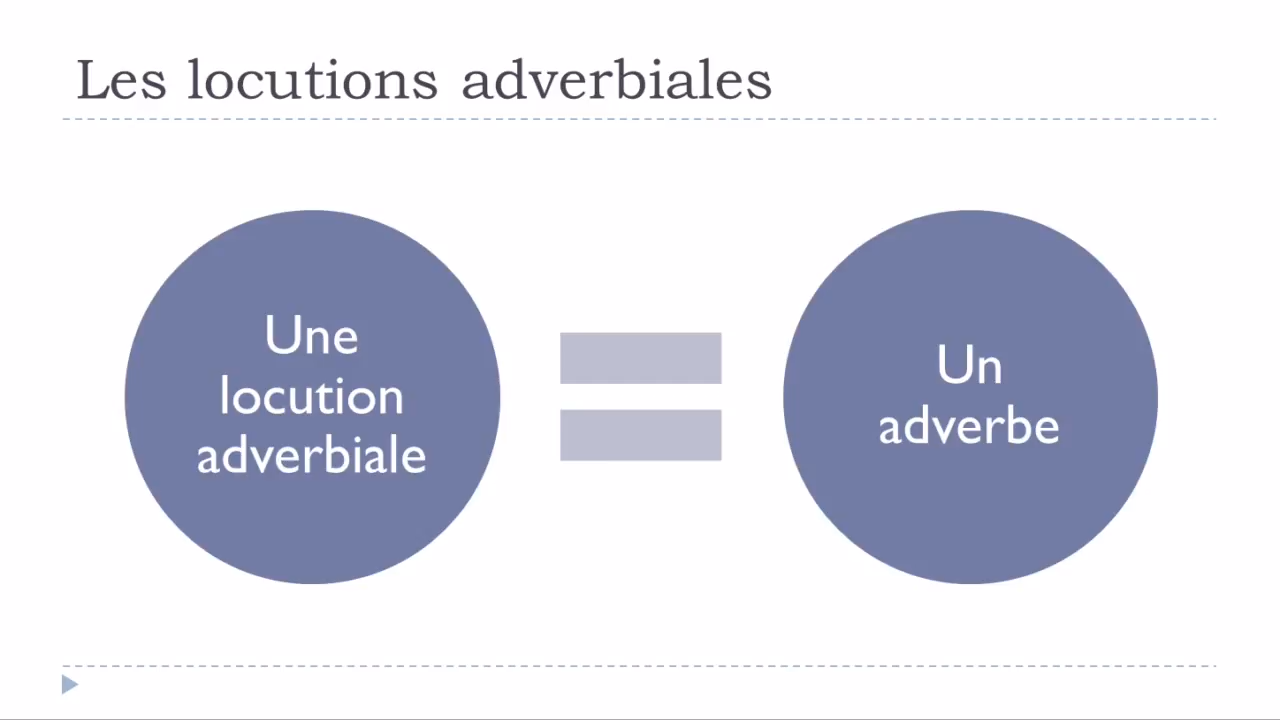 Les locutions adverbiales
Une
locution
adverbiale
Un
adverbe